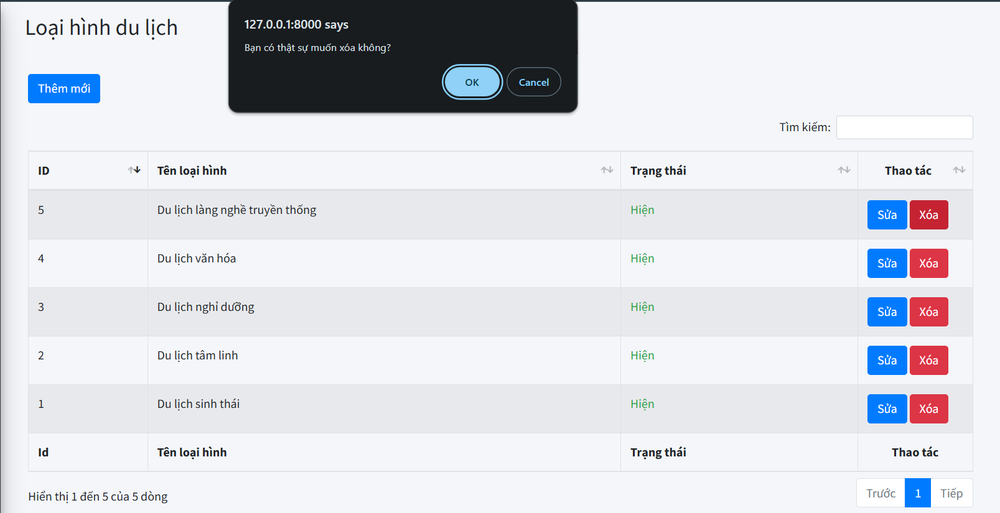 Loại hình du lịch
127.0.0.1:8000 says
Bạn có thật sự muốn xóa không?
OK Cancel
Thêm mới
Tìm kiếm:
ID Tên loại hình Trạng thái Thao tác
5 Du lịch làng nghề truyền thống Hiện Sửa Xóa
4 Du lịch văn hóa Hiện Sửa Xóa
3 Du lịch nghỉ dưỡng Hiện Sửa Xóa
2 Du lịch tâm linh Hiện Sửa Xóa
1 Du lịch sinh thái Hiện Sửa Xóa
Id Tên loại hình Trạng thái Thao tác
Hiển thị 1 đến 5 của 5 dòng
Trước 1 Tiếp